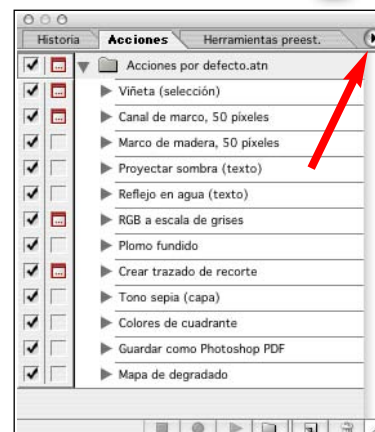 Historia Acciones Herramientas preest.
Acciones por defecto.atn
Viñeta (selección)
Canal de marco, 50 píxeles
Marco de madera, 50 píxeles
Proyectar sombra (texto)
Reflejo en agua (texto)
RGB a escala de grises
Plomo fundido
Crear trazado de recorte
Tono sepia (capa)
Colores de cuadrante
Guardar como Photoshop PDF
Mapa de degradado